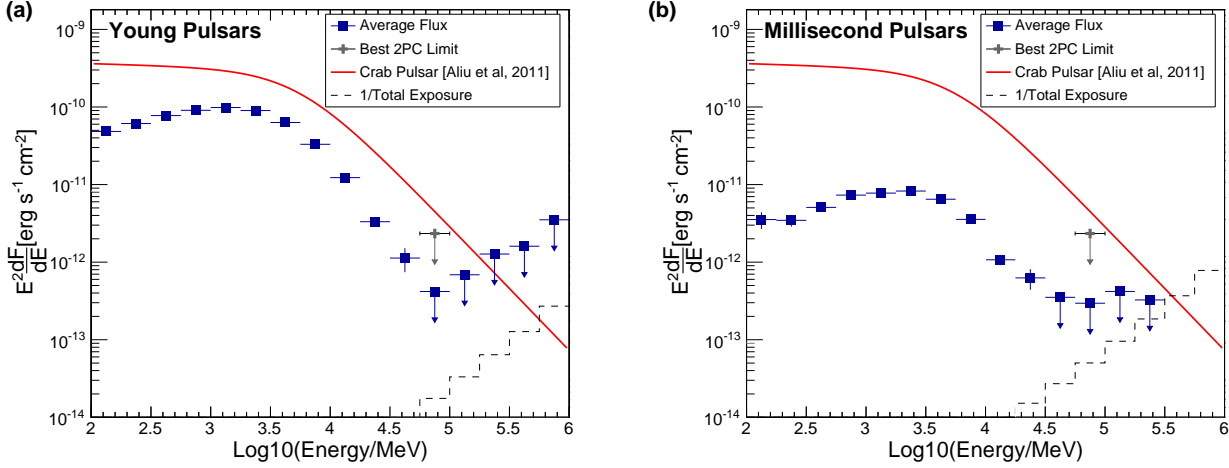 (a)
Young Pulsars
Average Flux
Best 2PC Limit
Crab Pulsar [Aliu et al, 2011]
1/Total Exposure
E²dF/dE[erg s⁻¹ cm⁻²]
10⁻⁹
10⁻¹⁰
10⁻¹¹
10⁻¹²
10⁻¹³
10⁻¹⁴
2 2.5 3 3.5 4 4.5 5 5.5 6
Log10(Energy/MeV)
(b)
Millisecond Pulsars
Average Flux
Best 2PC Limit
Crab Pulsar [Aliu et al, 2011]
1/Total Exposure
E²dF/dE[erg s⁻¹ cm⁻²]
10⁻⁹
10⁻¹⁰
10⁻¹¹
10⁻¹²
10⁻¹³
10⁻¹⁴
2 2.5 3 3.5 4 4.5 5 5.5 6
Log10(Energy/MeV)